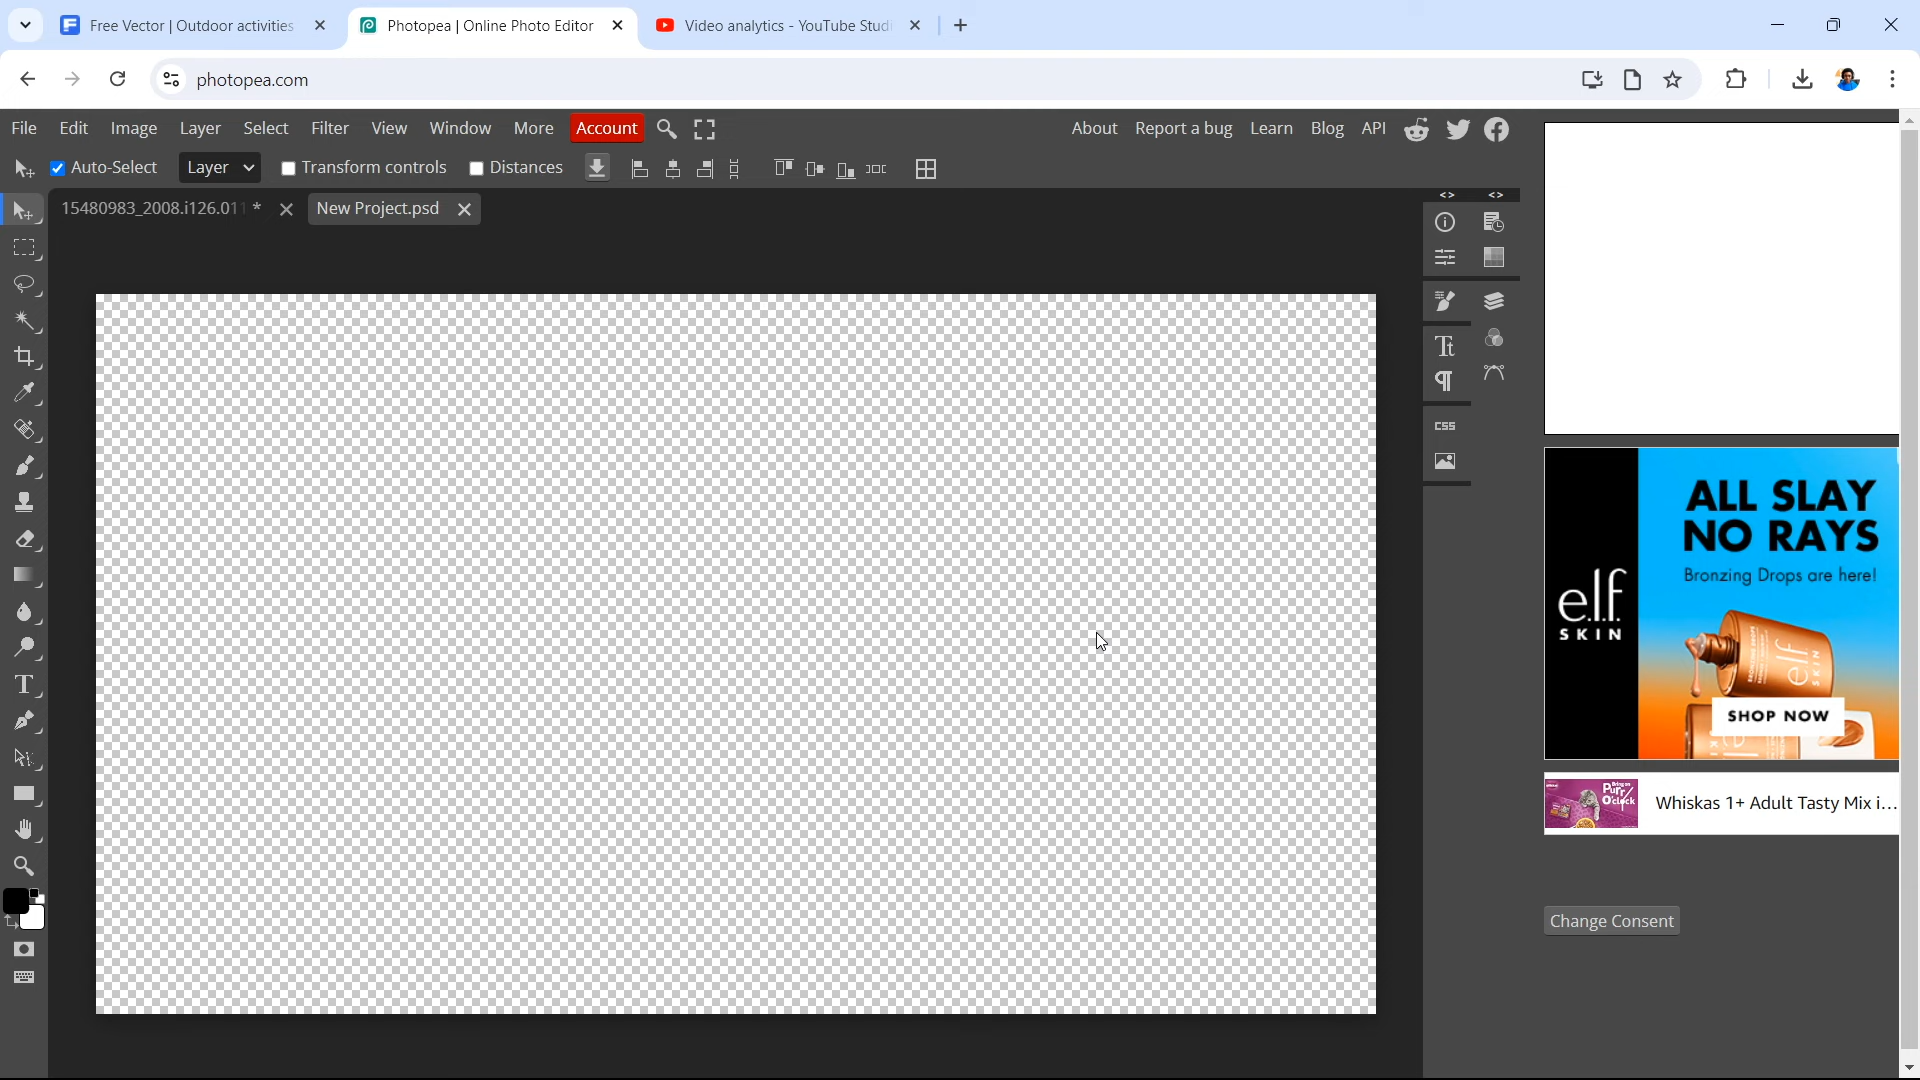 Free Vector | Outdoor activities
Photopea | Online Photo Editor
Video analytics - YouTube Studi
photopea.com
File Edit Image Layer Select Filter View Window More Account
About Report a bug Learn Blog API
Auto-Select Layer Transform controls Distances
15480983_2008.i126.011 *
New Project.psd
<> <>
CSS
ALL SLAY
NO RAYS
Bronzing Drops are here!
e.l.f.
SKIN
SHOP NOW
Purr/
O'clock
Whiskas 1+ Adult Tasty Mix i...
Change Consent